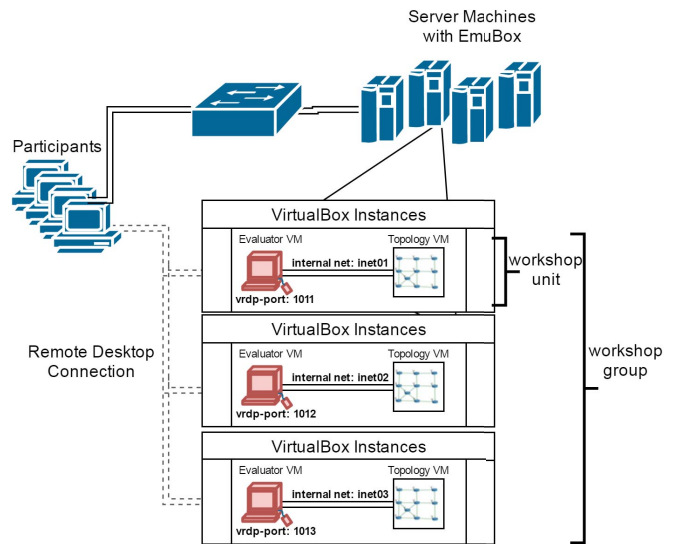 Server Machines
with EmuBox
Participants
VirtualBox Instances
Evaluator VM
Topology VM
internal net: inet01
vrdp-port: 1011
workshop
unit
VirtualBox Instances
Evaluator VM
Topology VM
internal net: inet02
vrdp-port: 1012
Remote Desktop
Connection
workshop
group
VirtualBox Instances
Evaluator VM
Topology VM
internal net: inet03
vrdp-port: 1013